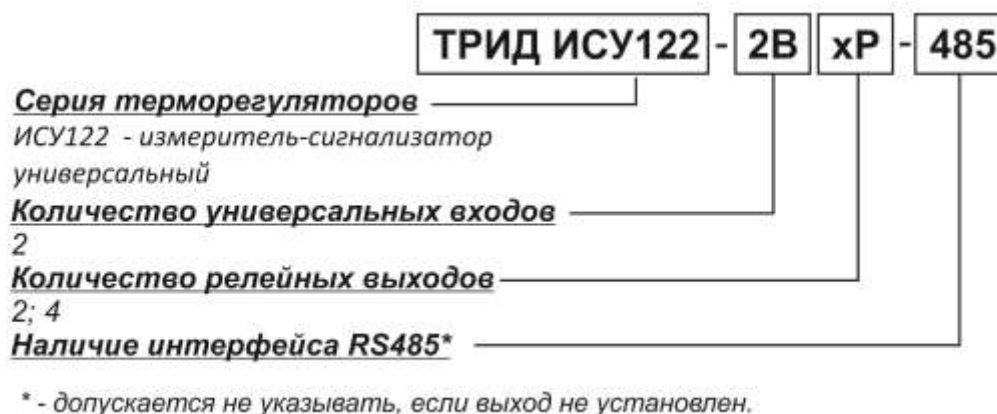 ТРИД ИСУ122 - 2В хР - 485
Серия терморегуляторов
ИСУ122 - измеритель-сигнализатор
универсальный
Количество универсальных входов
2
Количество релейных выходов
2; 4
Наличие интерфейса RS485*
* - допускается не указывать, если выход не установлен.